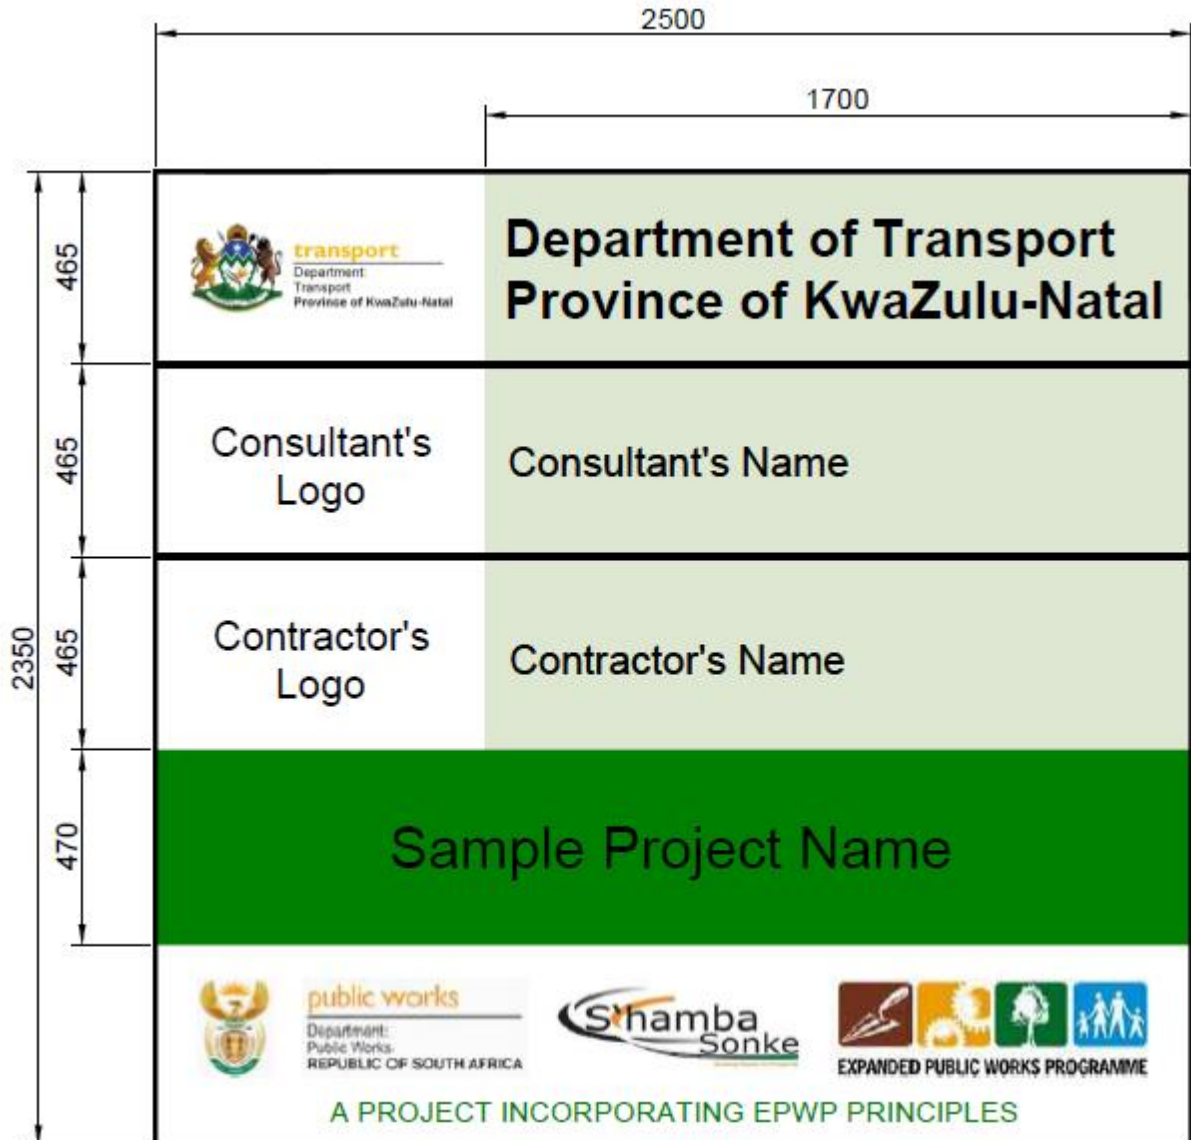 2500
1700
465
transport
Department
Transport
Province of KwaZulu-Natal
Department of Transport
Province of KwaZulu-Natal
465
Consultant's
Logo
Consultant's Name
2350
465
Contractor's
Logo
Contractor's Name
470
Sample Project Name
public works
Department:
Public Works
REPUBLIC OF SOUTH AFRICA
S'hamba
Sonke
EXPANDED PUBLIC WORKS PROGRAMME
A PROJECT INCORPORATING EPWP PRINCIPLES